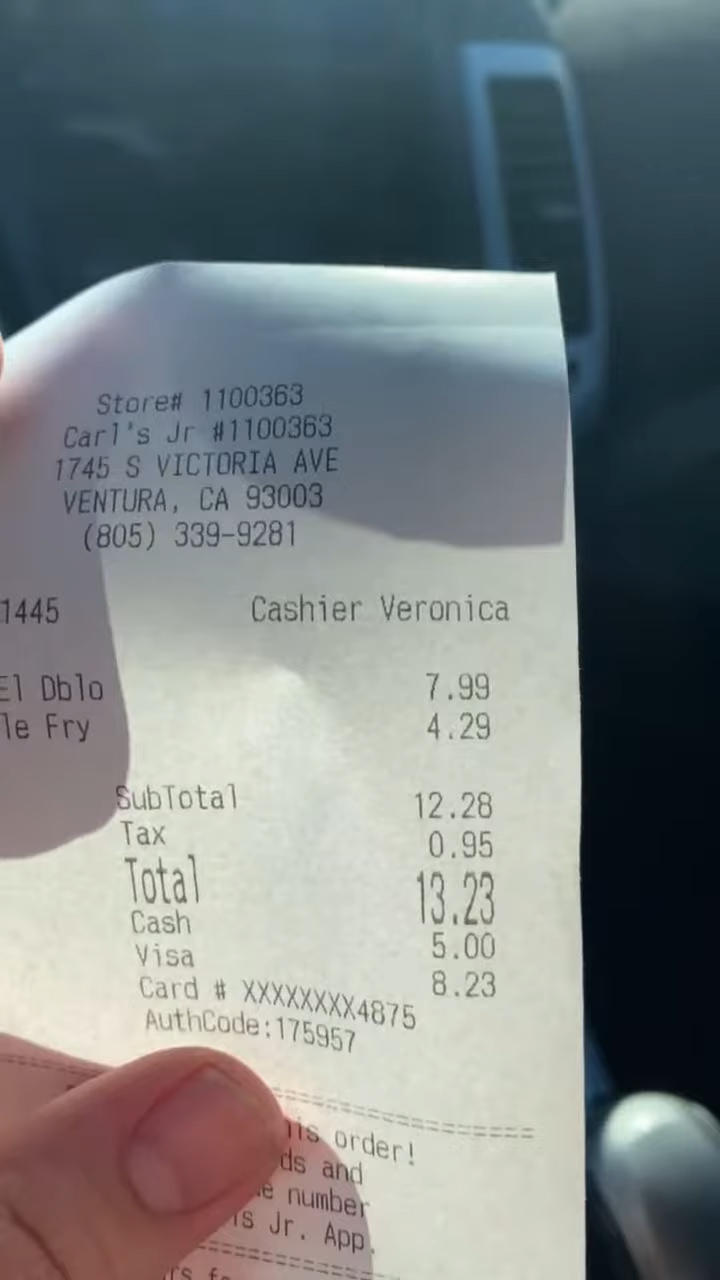 Store# 1100363
Carl's Jr #1100363
1745 S VICTORIA AVE
VENTURA, CA 93003
(805) 339-9281
1445 Cashier Veronica
El Dblo 7.99
le Fry 4.29
SubTotal 12.28
Tax 0.95
Total 13.23
Cash 5.00
Visa 8.23
Card # XXXXXXXX4875
AuthCode:175957
his order!
ds and
number
Jr. App.